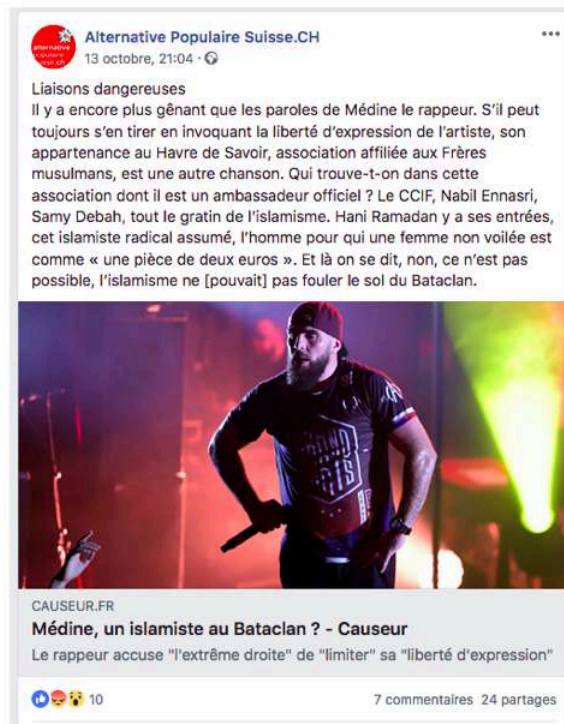 alternative
populaire
suisse.ch
Alternative Populaire Suisse.CH
13 octobre, 21:04 ·
Liaisons dangereuses
Il y a encore plus gênant que les paroles de Médine le rappeur. S'il peut
toujours s'en tirer en invoquant la liberté d'expression de l'artiste, son
appartenance au Havre de Savoir, association affiliée aux Frères
musulmans, est une autre chanson. Qui trouve-t-on dans cette
association dont il est un ambassadeur officiel ? Le CCIF, Nabil Ennasri,
Samy Debah, tout le gratin de l'islamisme. Hani Ramadan y a ses entrées,
cet islamiste radical assumé, l'homme pour qui une femme non voilée est
comme « une pièce de deux euros ». Et là on se dit, non, ce n'est pas
possible, l'islamisme ne [pouvait] pas fouler le sol du Bataclan.
CAUSEUR.FR
Médine, un islamiste au Bataclan ? - Causeur
Le rappeur accuse "l'extrême droite" de "limiter" sa "liberté d'expression"
10
7 commentaires 24 partages